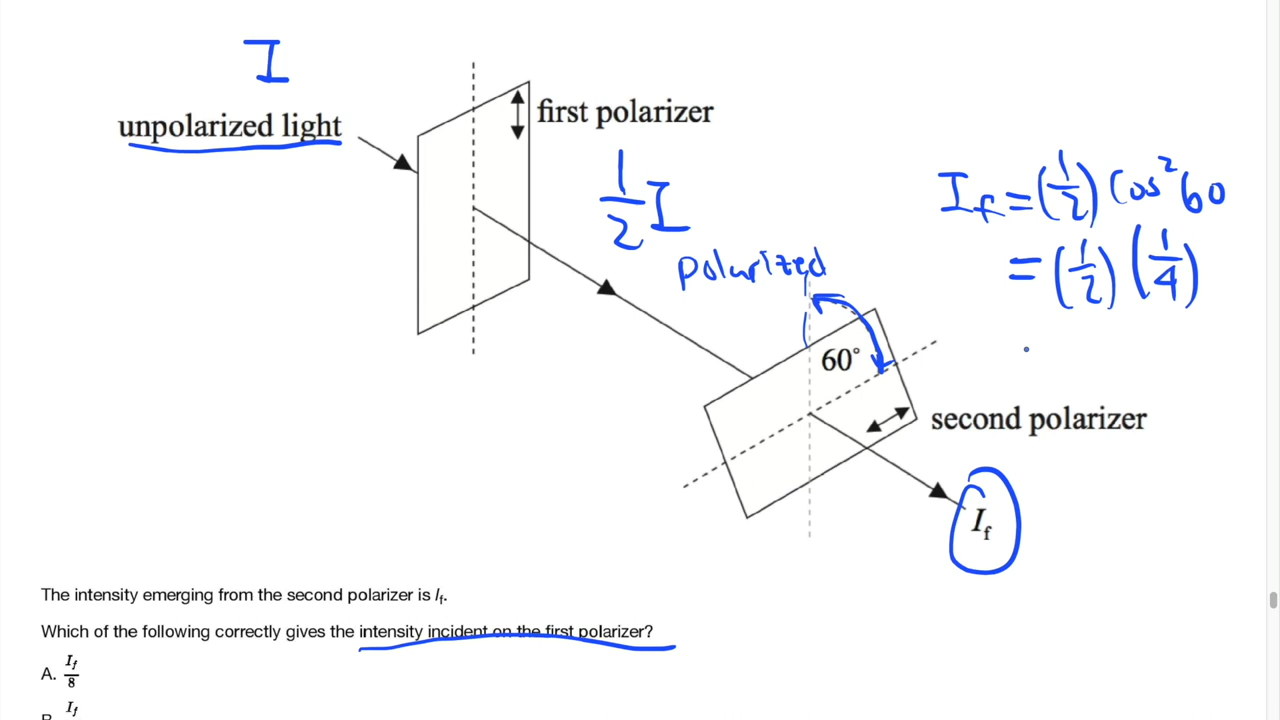 I
unpolarized light
first polarizer
1/2 I
polarized
I_f = (1/2) Cos² 60
= (1/2) (1/4)
60°
second polarizer
I_f
The intensity emerging from the second polarizer is I_f.
Which of the following correctly gives the intensity incident on the first polarizer?
A. I_f/8
I_f